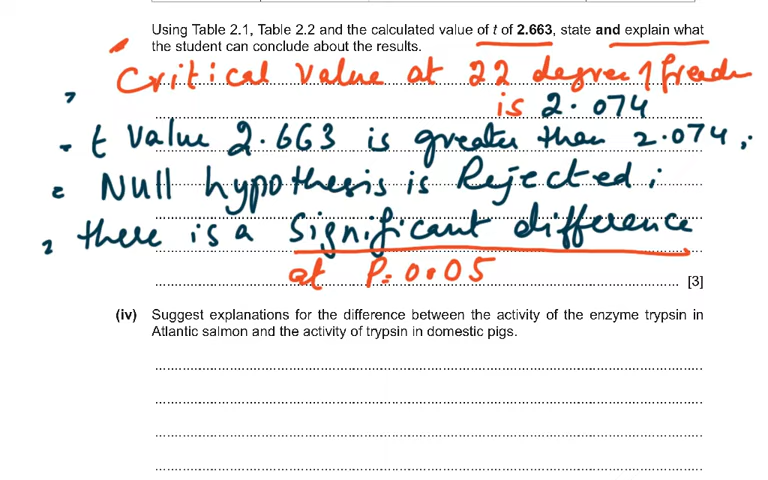 Using Table 2.1, Table 2.2 and the calculated value of t of 2.663, state and explain what
the student can conclude about the results.
Critical value at 22 degree
is 2.074
t value 2.663 is greater then 2.074 ;
Null hypothesis is Rejected ;
there is a significant difference
at P= 0.05
[3]
(iv) Suggest explanations for the difference between the activity of the enzyme trypsin in
Atlantic salmon and the activity of trypsin in domestic pigs.